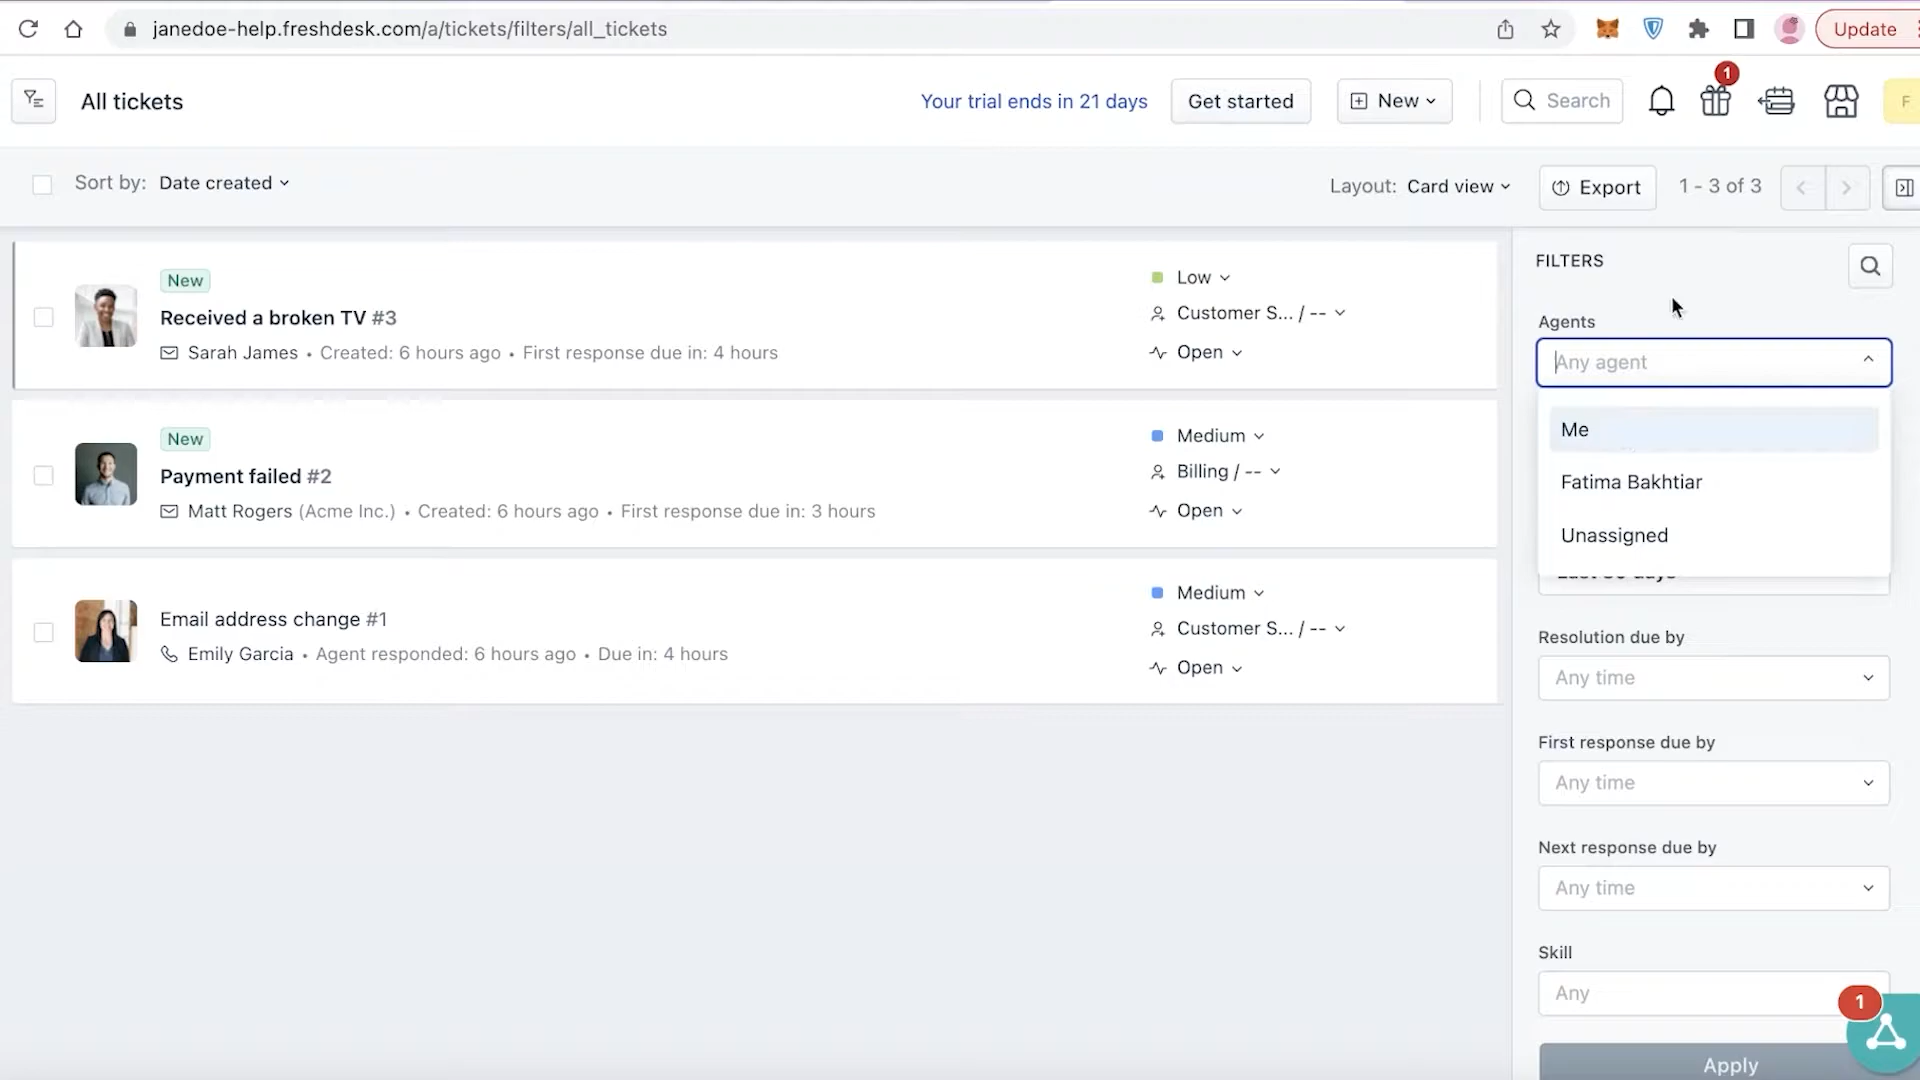 janedoe-help.freshdesk.com/a/tickets/filters/all_tickets
Update
All tickets
Your trial ends in 21 days
Get started
New
Search
1
F
Sort by: Date created
Layout: Card view
Export
1 - 3 of 3
New
Received a broken TV #3
Sarah James • Created: 6 hours ago • First response due in: 4 hours
Low
Customer S... / --
Open
New
Payment failed #2
Matt Rogers (Acme Inc.) • Created: 6 hours ago • First response due in: 3 hours
Medium
Billing / --
Open
Email address change #1
Emily Garcia • Agent responded: 6 hours ago • Due in: 4 hours
Medium
Customer S... / --
Open
FILTERS
Agents
Any agent
Me
Fatima Bakhtiar
Unassigned
Resolution due by
Any time
First response due by
Any time
Next response due by
Any time
Skill
Any
1
Apply